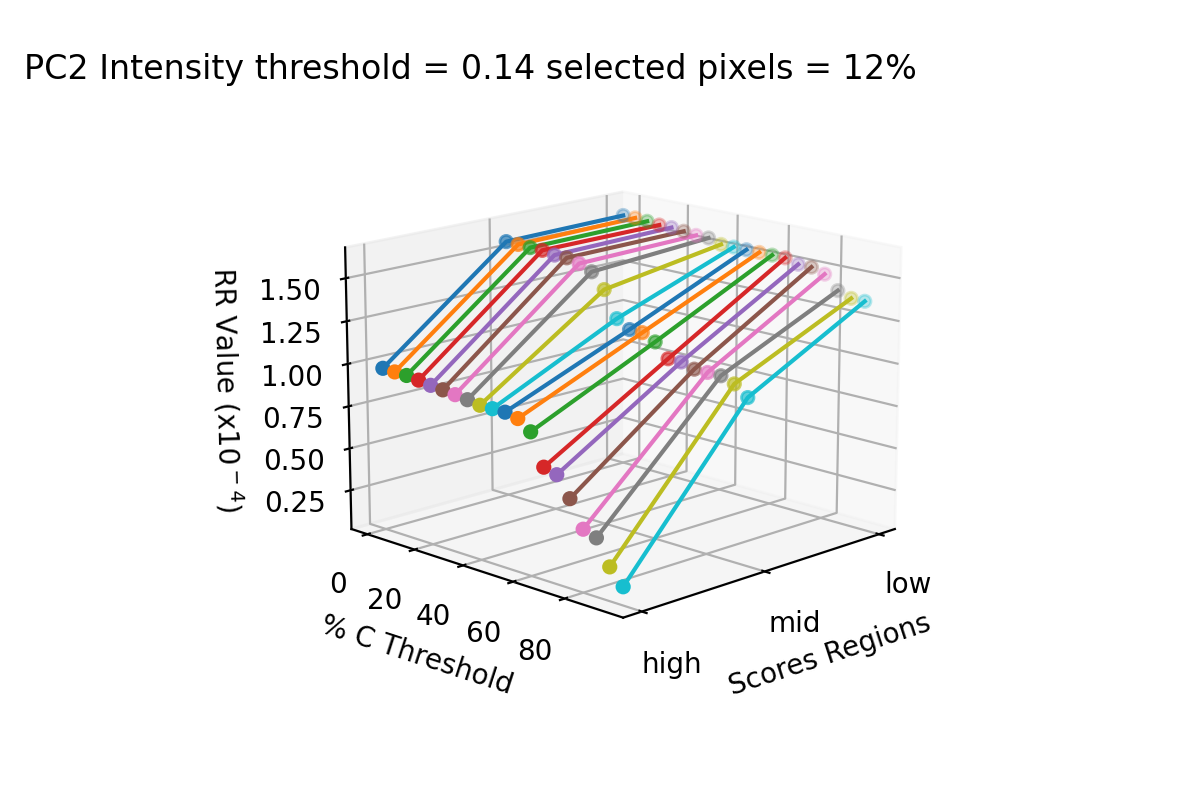 PC2 Intensity threshold = 0.14 selected pixels = 12%
RR Value (x10⁻⁴)
1.50
1.25
1.00
0.75
0.50
0.25
0
20
40
60
80
% C Threshold
high
mid
low
Scores Regions